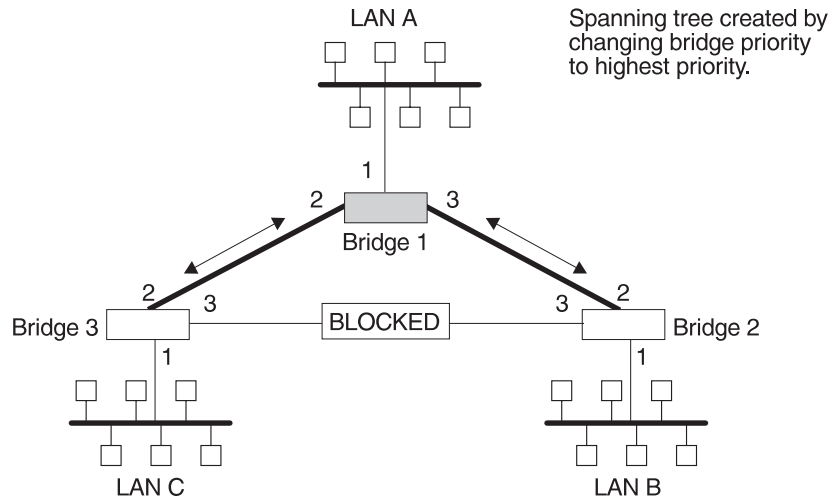 LAN A
Spanning tree created by
changing bridge priority
to highest priority.
1
2
3
Bridge 1
2
3
3
2
Bridge 3
BLOCKED
Bridge 2
1
1
LAN C
LAN B